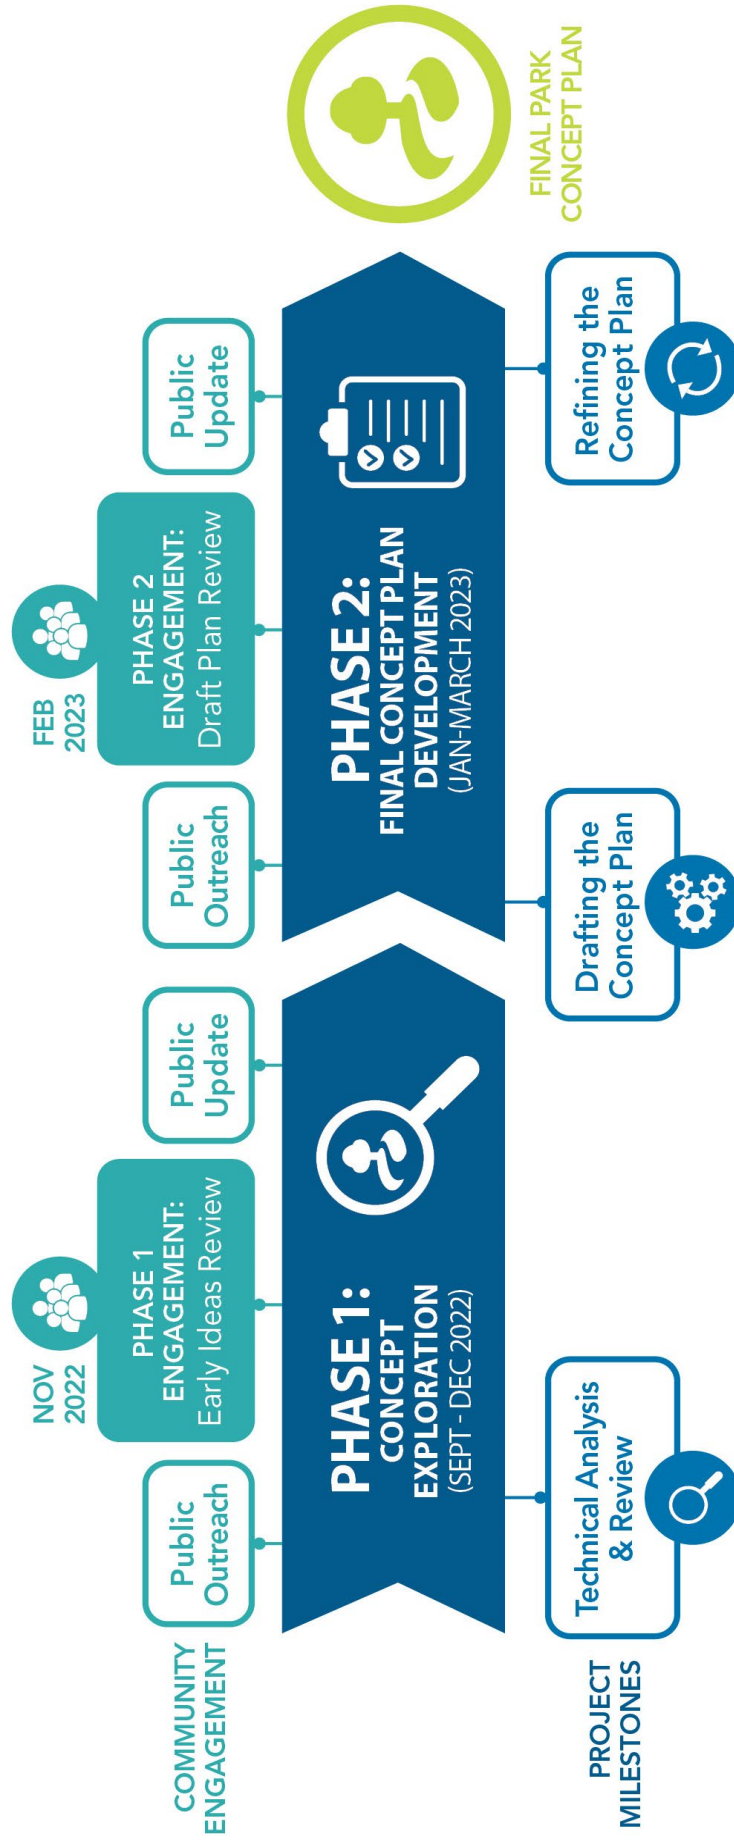 COMMUNITY
ENGAGEMENT
Public
Outreach
NOV
2022
PHASE 1
ENGAGEMENT:
Early Ideas Review
Public
Update
Public
Outreach
FEB
2023
PHASE 2
ENGAGEMENT:
Draft Plan Review
Public
Update
PHASE 1:
CONCEPT
EXPLORATION
(SEPT - DEC 2022)
PHASE 2:
FINAL CONCEPT PLAN
DEVELOPMENT
(JAN-MARCH 2023)
FINAL PARK
CONCEPT PLAN
PROJECT
MILESTONES
Technical Analysis
& Review
Drafting the
Concept Plan
Refining the
Concept Plan